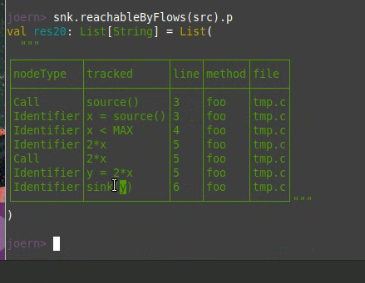 joern> snk.reachableByFlows(src).p
val res20: List[String] = List(
"""
nodeType tracked line method file
Call source() 3 foo tmp.c
Identifier x = source() 3 foo tmp.c
Identifier x < MAX 4 foo tmp.c
Identifier 2*x 5 foo tmp.c
Call 2*x 5 foo tmp.c
Identifier y = 2*x 5 foo tmp.c
Identifier sink(y) 6 foo tmp.c
"""
)
joern>